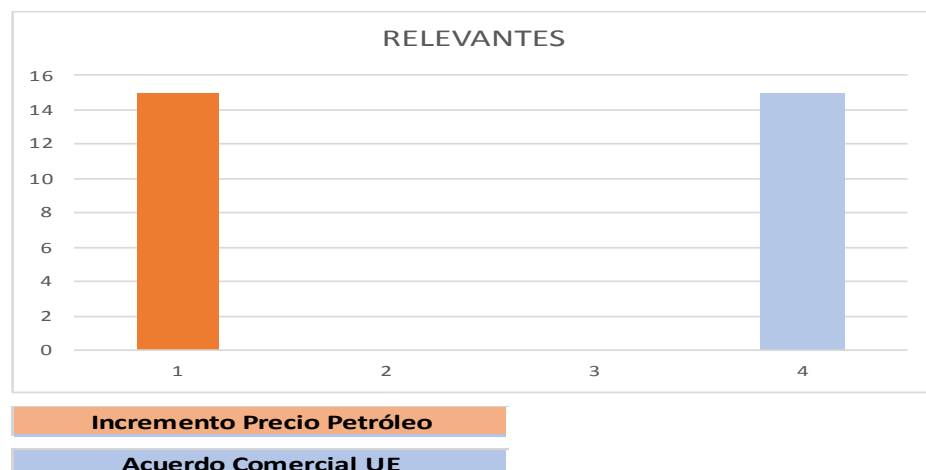 RELEVANTES
16
14
12
10
8
6
4
2
0
1 2 3 4
Incremento Precio Petróleo
Acuerdo Comercial UE